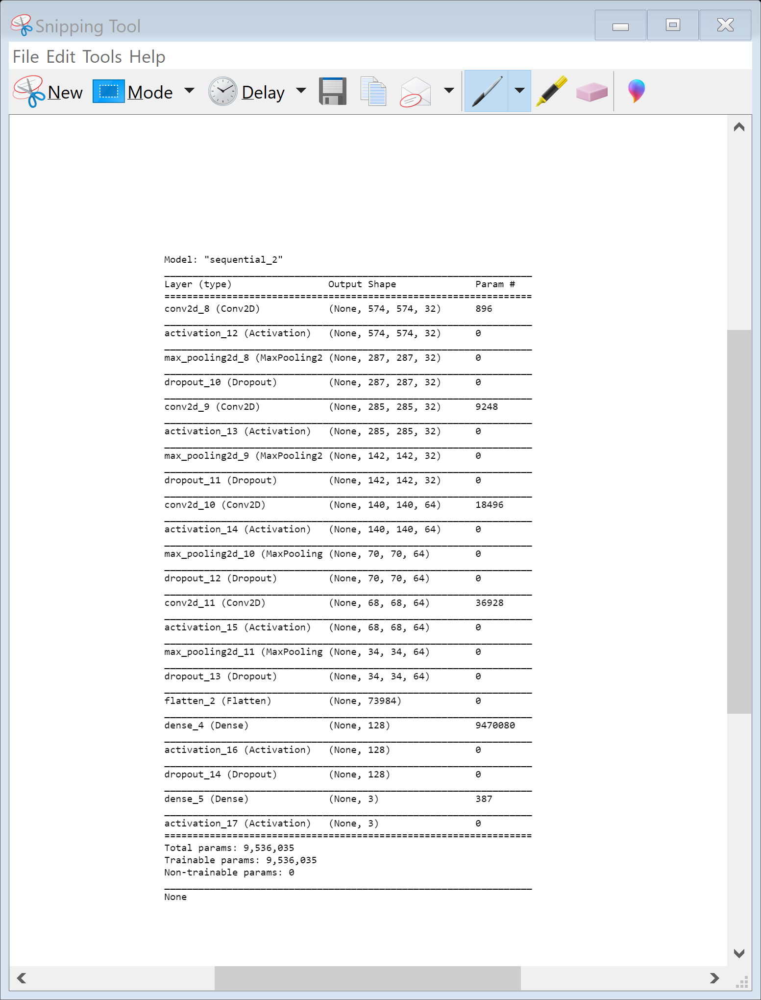 Snipping Tool
File Edit Tools Help
New Mode Delay
Model: "sequential_2"
_________________________________________________________________
Layer (type)                 Output Shape              Param #
=================================================================
conv2d_8 (Conv2D)            (None, 574, 574, 32)      896
_________________________________________________________________
activation_12 (Activation)   (None, 574, 574, 32)      0
_________________________________________________________________
max_pooling2d_8 (MaxPooling2 (None, 287, 287, 32)      0
_________________________________________________________________
dropout_10 (Dropout)         (None, 287, 287, 32)      0
_________________________________________________________________
conv2d_9 (Conv2D)            (None, 285, 285, 32)      9248
_________________________________________________________________
activation_13 (Activation)   (None, 285, 285, 32)      0
_________________________________________________________________
max_pooling2d_9 (MaxPooling2 (None, 142, 142, 32)      0
_________________________________________________________________
dropout_11 (Dropout)         (None, 142, 142, 32)      0
_________________________________________________________________
conv2d_10 (Conv2D)           (None, 140, 140, 64)      18496
_________________________________________________________________
activation_14 (Activation)   (None, 140, 140, 64)      0
_________________________________________________________________
max_pooling2d_10 (MaxPooling (None, 70, 70, 64)        0
_________________________________________________________________
dropout_12 (Dropout)         (None, 70, 70, 64)        0
_________________________________________________________________
conv2d_11 (Conv2D)           (None, 68, 68, 64)        36928
_________________________________________________________________
activation_15 (Activation)   (None, 68, 68, 64)        0
_________________________________________________________________
max_pooling2d_11 (MaxPooling (None, 34, 34, 64)        0
_________________________________________________________________
dropout_13 (Dropout)         (None, 34, 34, 64)        0
_________________________________________________________________
flatten_2 (Flatten)          (None, 73984)             0
_________________________________________________________________
dense_4 (Dense)              (None, 128)               9470080
_________________________________________________________________
activation_16 (Activation)   (None, 128)               0
_________________________________________________________________
dropout_14 (Dropout)         (None, 128)               0
_________________________________________________________________
dense_5 (Dense)              (None, 3)                 387
_________________________________________________________________
activation_17 (Activation)   (None, 3)                 0
=================================================================
Total params: 9,536,035
Trainable params: 9,536,035
Non-trainable params: 0
_________________________________________________________________
None